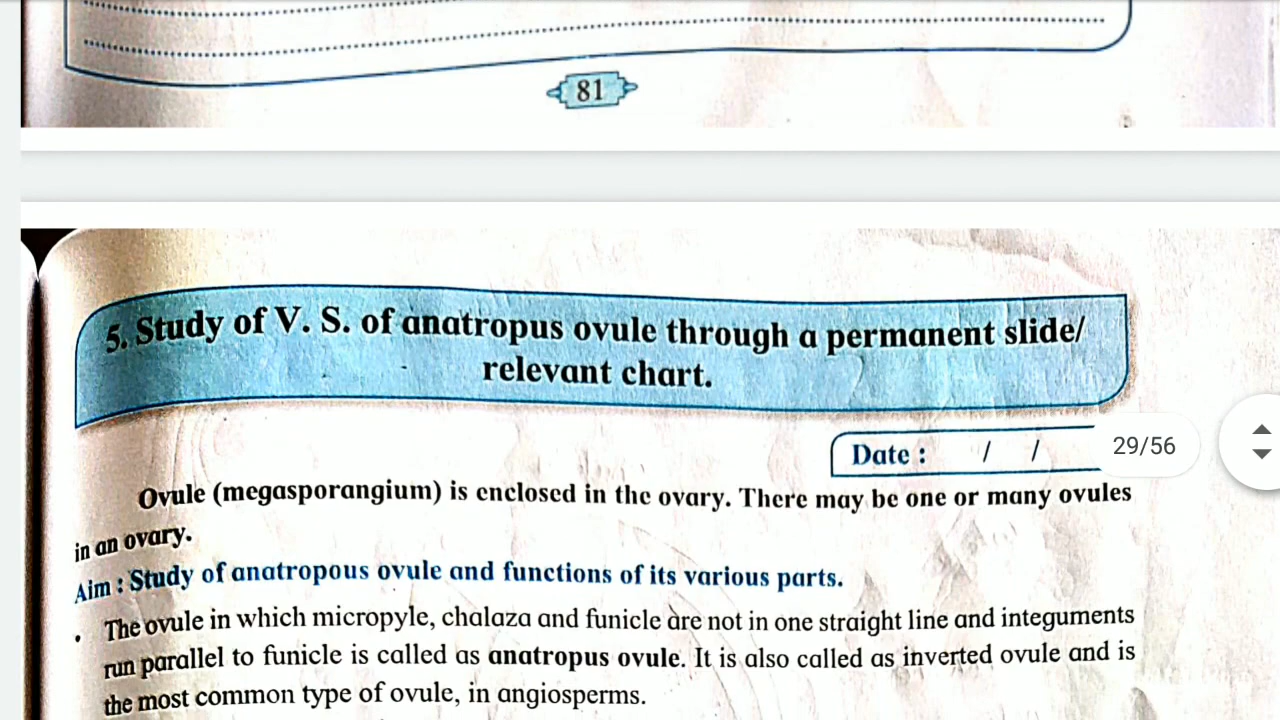 81
5. Study of V. S. of anatropus ovule through a permanent slide/
relevant chart.
Date : / /
29/56
Ovule (megasporangium) is enclosed in the ovary. There may be one or many ovules
in an ovary.
Aim : Study of anatropous ovule and functions of its various parts.
• The ovule in which micropyle, chalaza and funicle are not in one straight line and integuments
run parallel to funicle is called as anatropus ovule. It is also called as inverted ovule and is
the most common type of ovule, in angiosperms.